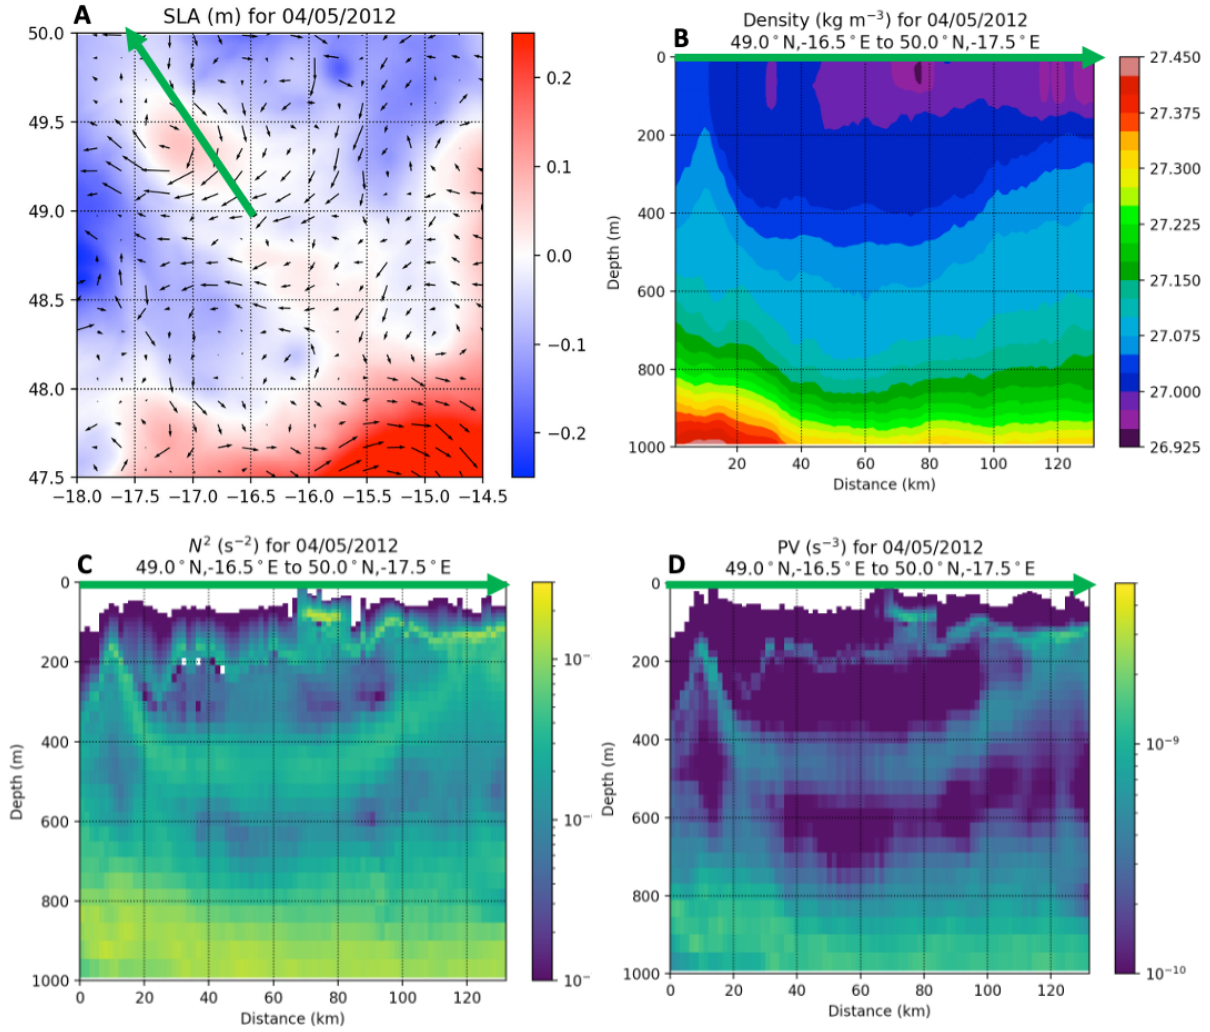 A
SLA (m) for 04/05/2012
50.0
49.5
49.0
48.5
48.0
47.5
−18.0 −17.5 −17.0 −16.5 −16.0 −15.5 −15.0 −14.5
0.2
0.1
0.0
−0.1
−0.2
B
Density (kg m⁻³) for 04/05/2012
49.0°N,-16.5°E to 50.0°N,-17.5°E
0
200
400
600
800
1000
Depth (m)
20 40 60 80 100 120
Distance (km)
27.450
27.375
27.300
27.225
27.150
27.075
27.000
26.925
C
N² (s⁻²) for 04/05/2012
49.0°N,-16.5°E to 50.0°N,-17.5°E
0
200
400
600
800
1000
Depth (m)
0 20 40 60 80 100 120
Distance (km)
10⁻
10⁻
10⁻
D
PV (s⁻³) for 04/05/2012
49.0°N,-16.5°E to 50.0°N,-17.5°E
0
200
400
600
800
1000
Depth (m)
0 20 40 60 80 100 120
Distance (km)
10⁻⁹
10⁻¹⁰